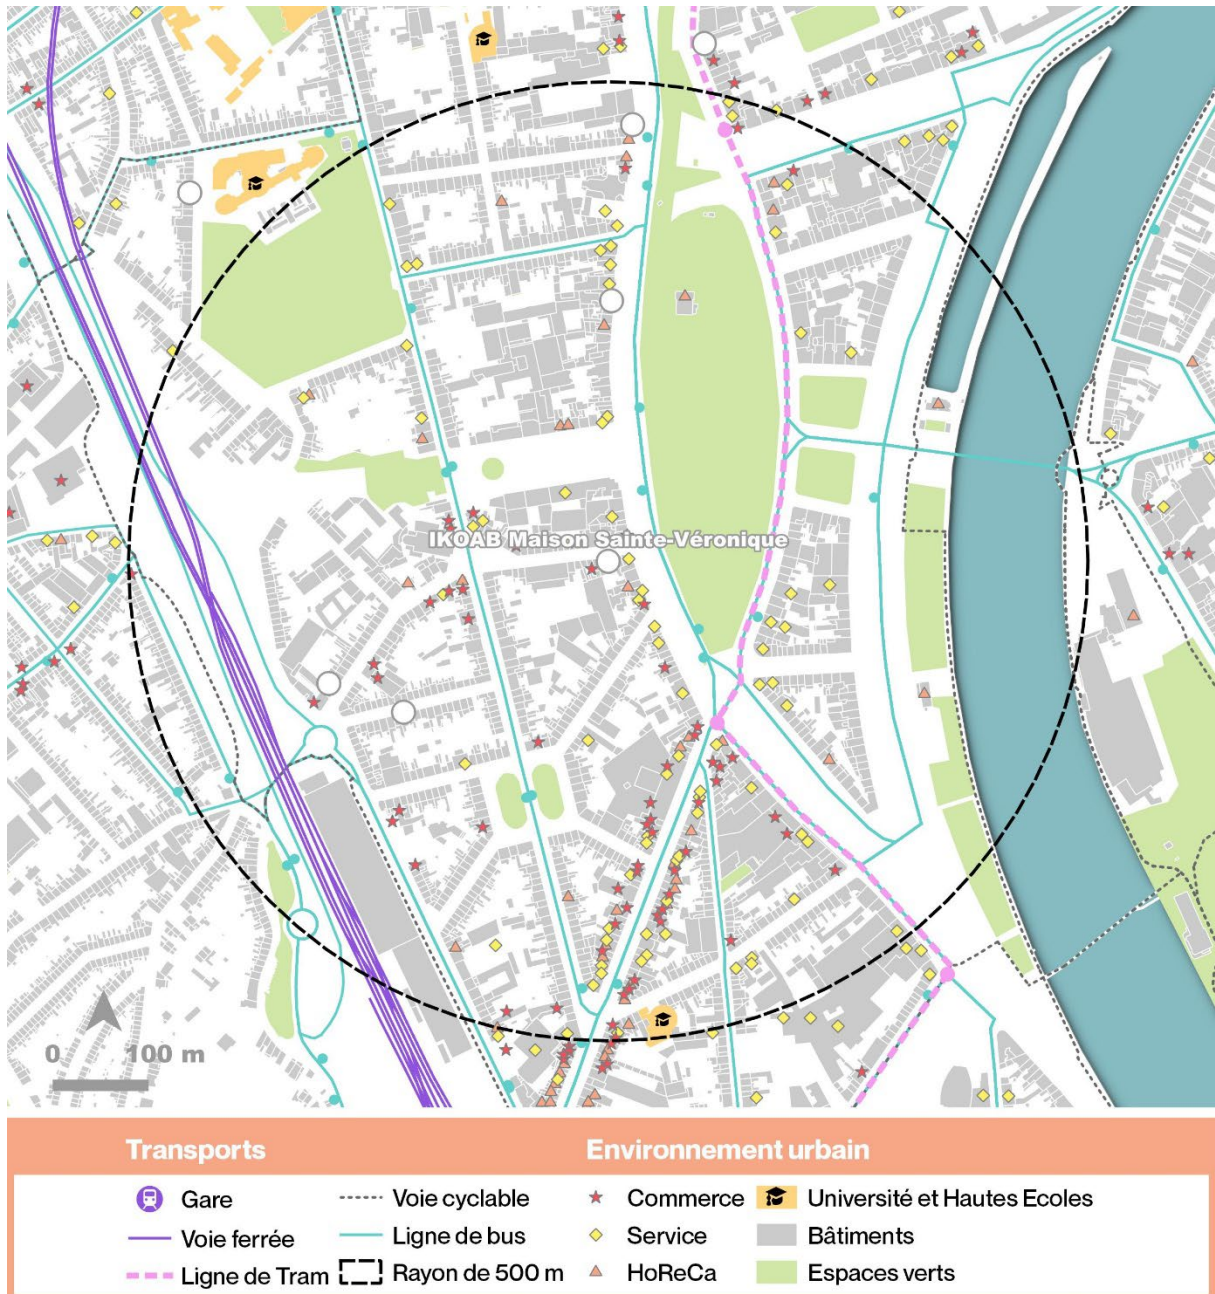 IKOAB Maison Sainte-Véronique
0 100 m
Transports
Environnement urbain
Gare
Voie cyclable
Commerce
Université et Hautes Ecoles
Voie ferrée
Ligne de bus
Service
Bâtiments
Ligne de Tram
Rayon de 500 m
HoReCa
Espaces verts